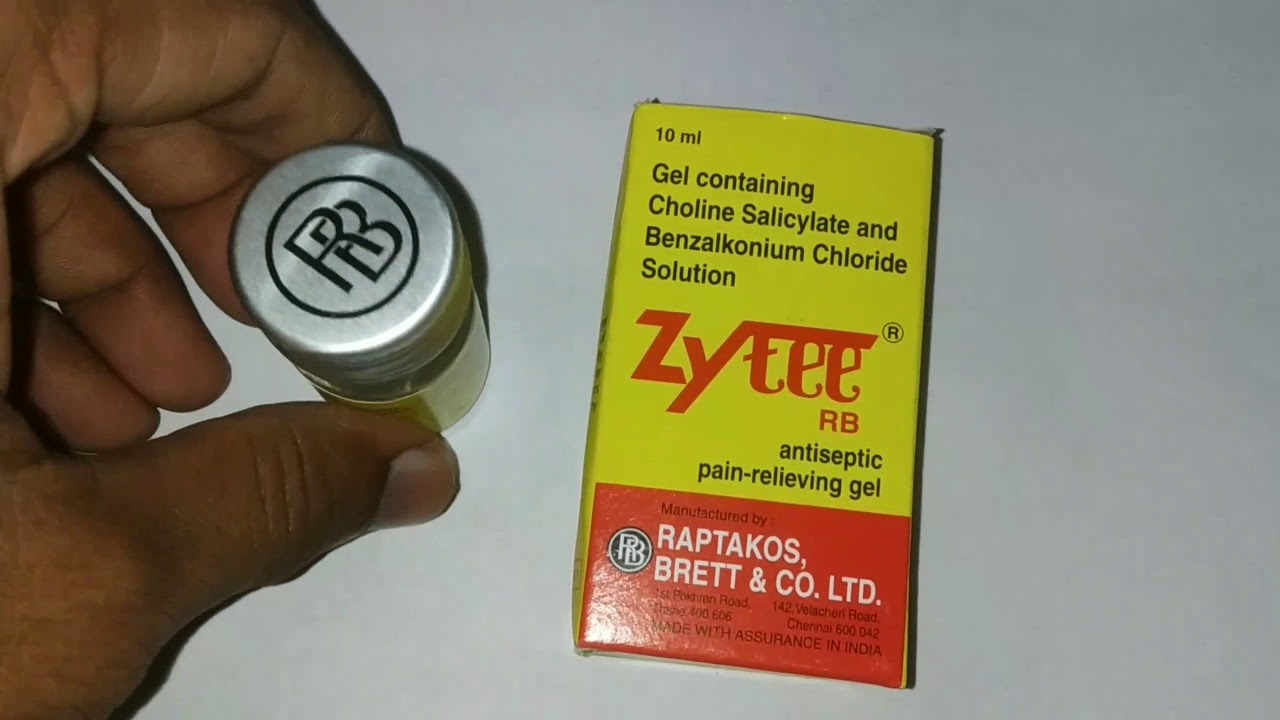 RB
10 ml
Gel containing
Choline Salicylate and
Benzalkonium Chloride
Solution
Zytee ®
RB
antiseptic
pain-relieving gel
Manufactured by :
RB
RAPTAKOS,
BRETT & CO. LTD.
1st Pokhran Road, 142, Velacheri Road,
Thane 400 606 Chennai 600 042
MADE WITH ASSURANCE IN INDIA